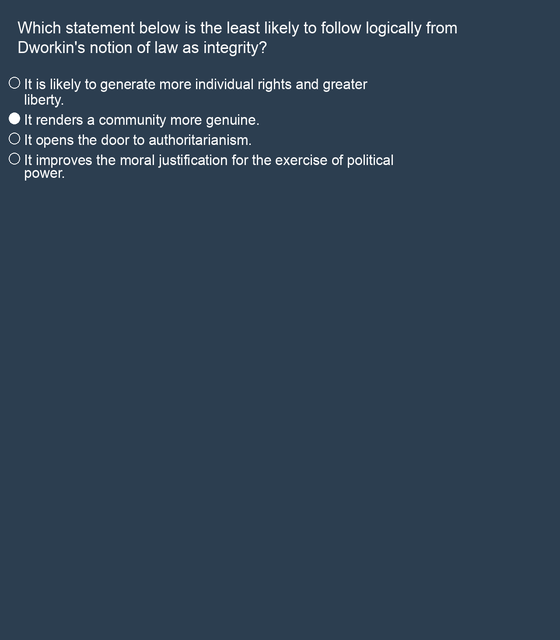 Which statement below is the least likely to follow logically from
Dworkin's notion of law as integrity?
It is likely to generate more individual rights and greater
liberty.
It renders a community more genuine.
It opens the door to authoritarianism.
It improves the moral justification for the exercise of political
power.